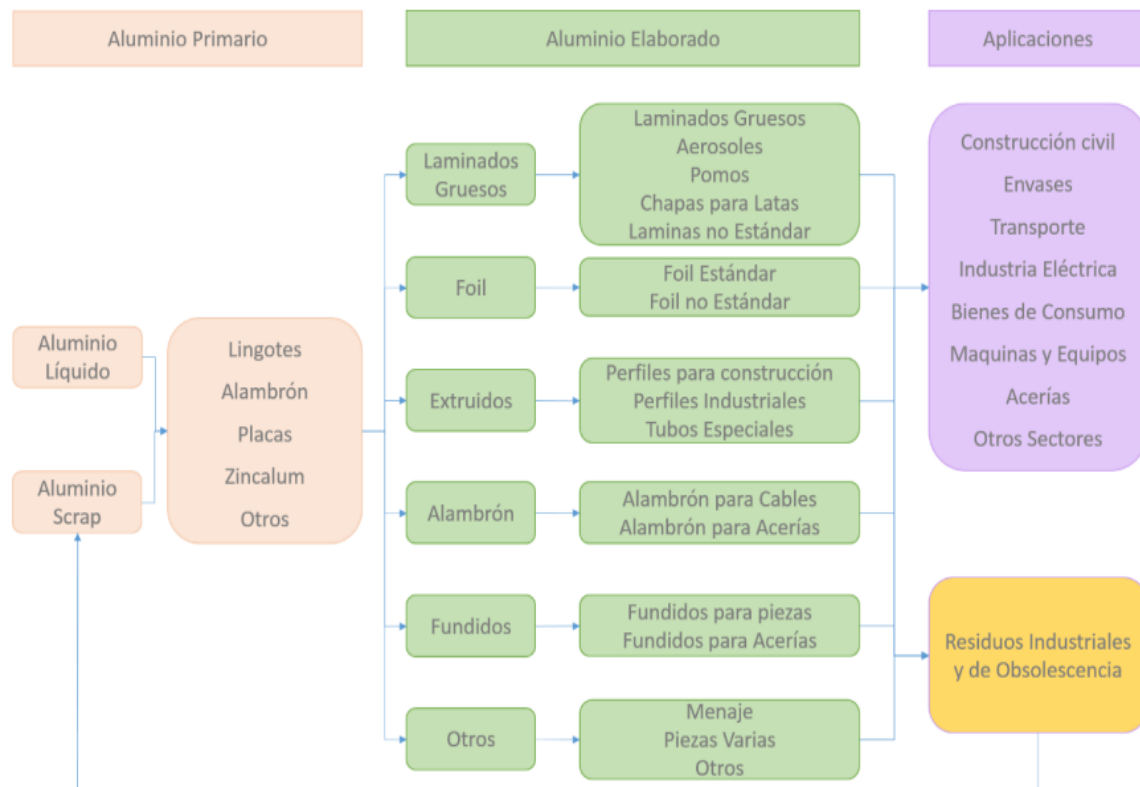 Aluminio Primario
Aluminio Elaborado
Aplicaciones
Aluminio
Líquido
Aluminio
Scrap
Lingotes
Alambrón
Placas
Zincalum
Otros
Laminados
Gruesos
Laminados Gruesos
Aerosoles
Pomos
Chapas para Latas
Laminas no Estándar
Foil
Foil Estándar
Foil no Estándar
Extruidos
Perfiles para construcción
Perfiles Industriales
Tubos Especiales
Alambrón
Alambrón para Cables
Alambrón para Acerías
Fundidos
Fundidos para piezas
Fundidos para Acerías
Otros
Menaje
Piezas Varias
Otros
Construcción civil
Envases
Transporte
Industria Eléctrica
Bienes de Consumo
Maquinas y Equipos
Acerías
Otros Sectores
Residuos Industriales
y de Obsolescencia